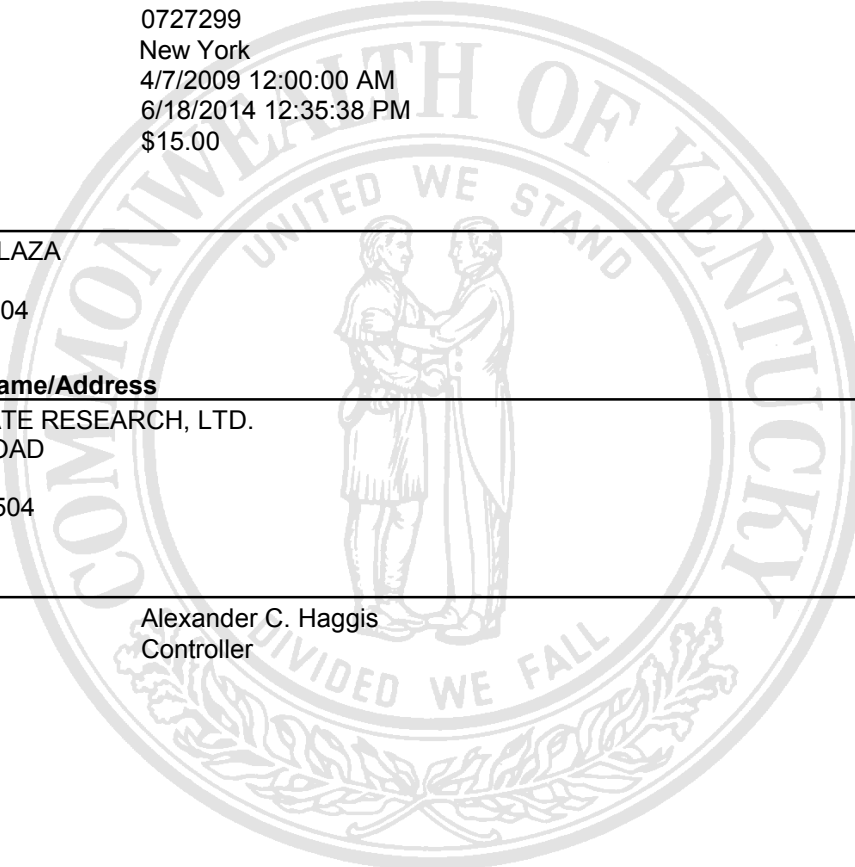 0727299
New York
4/7/2009 12:00:00 AM
6/18/2014 12:35:38 PM
$15.00
COMMONWEALTH OF KENTUCKY
UNITED WE STAND
LAZA
04
ame/Address
ATE RESEARCH, LTD.
OAD
504
Alexander C. Haggis
Controller
DIVIDED WE FALL